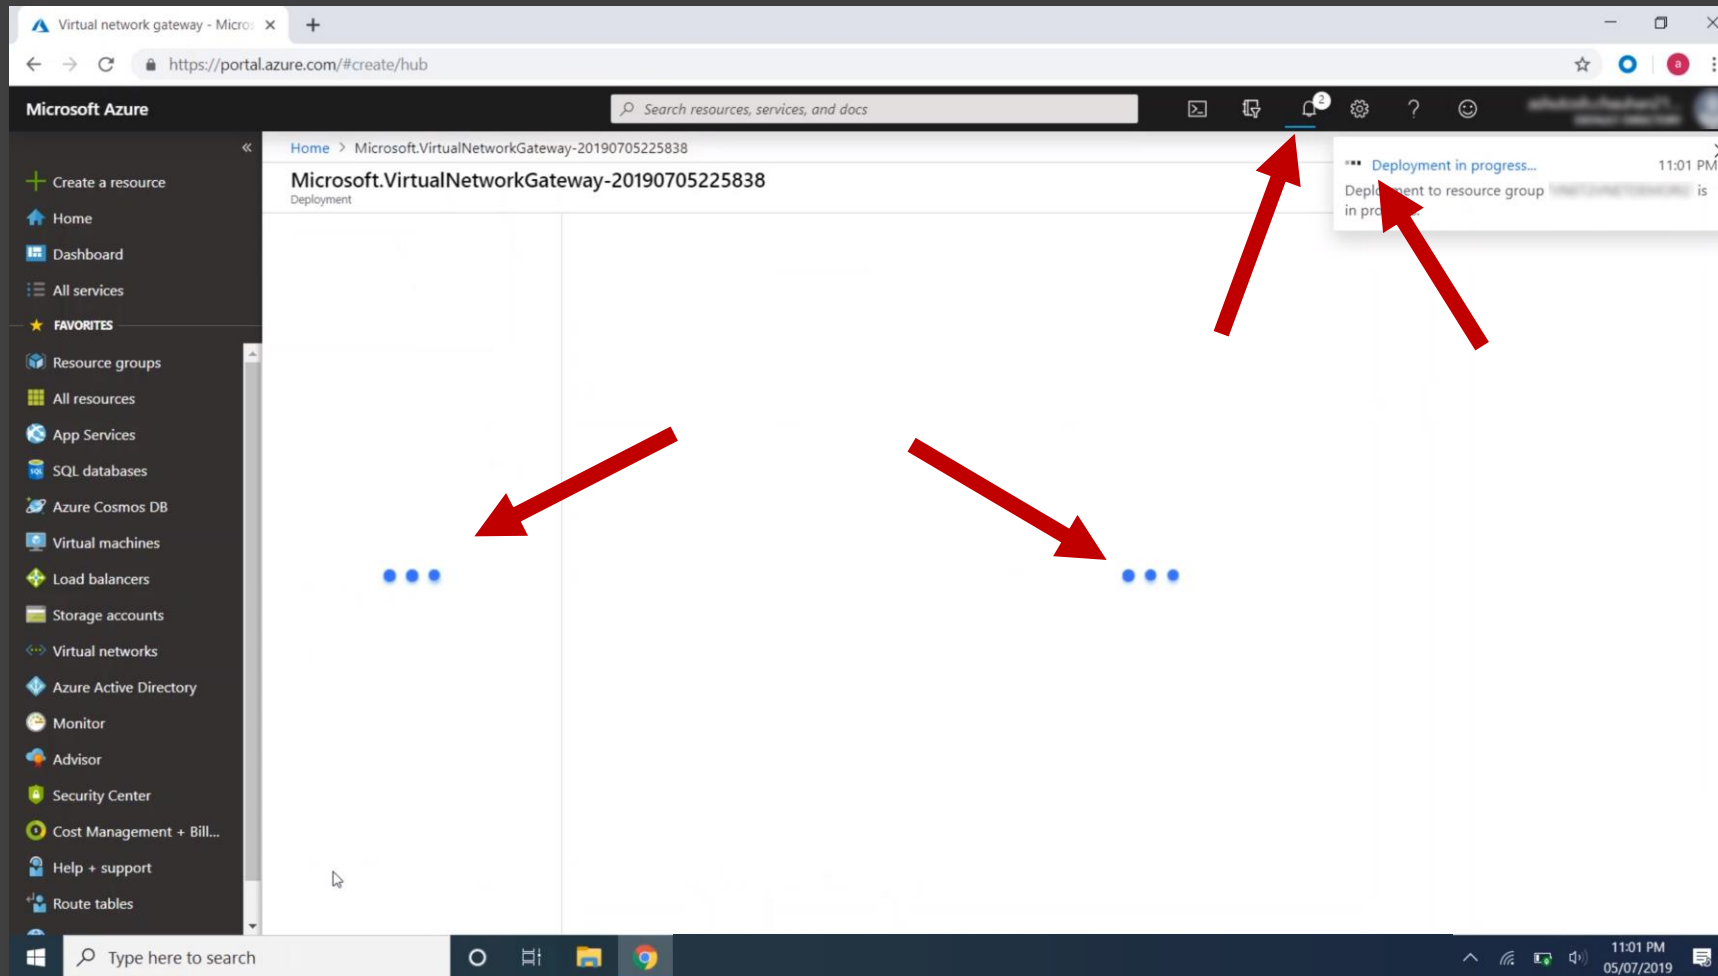 Virtual network gateway - Micros
https://portal.azure.com/#create/hub
a
Microsoft Azure
Search resources, services, and docs
2
Home > Microsoft.VirtualNetworkGateway-20190705225838
Microsoft.VirtualNetworkGateway-20190705225838
Deployment
Deployment in progress...
11:01 PM
to resource group is
Create a resource
Home
Dashboard
All services
FAVORITES
Resource groups
All resources
App Services
SQL databases
Azure Cosmos DB
Virtual machines
Load balancers
Storage accounts
Virtual networks
Azure Active Directory
Monitor
Advisor
Security Center
Cost Management + Bill...
Help + support
Route tables
Type here to search
11:01 PM
05/07/2019